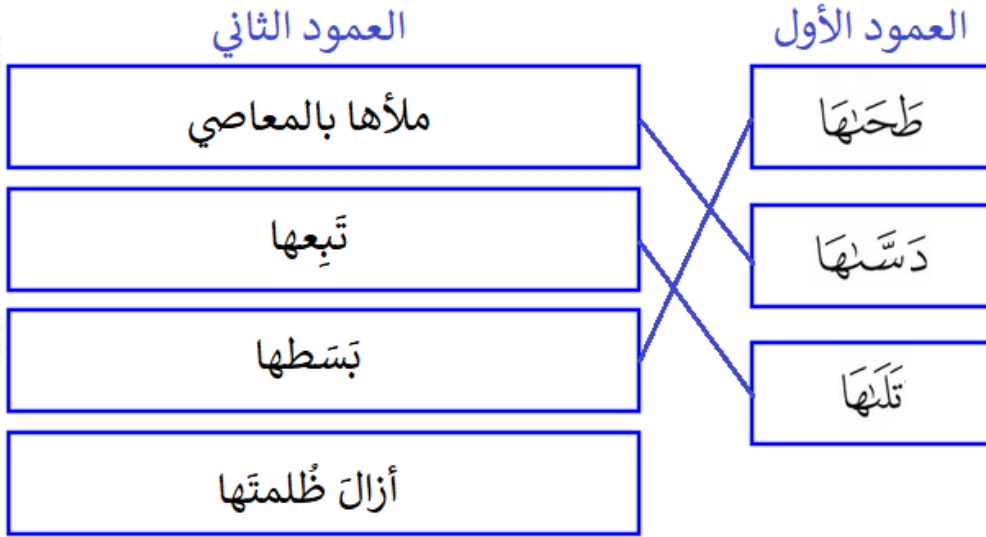 العمود الأول
العمود الثاني
طَحَىٰهَا
ملأها بالمعاصي
دَسَّىٰهَا
تَبِعها
تَلَىٰهَا
بَسَطها
أزالَ ظُلمتَها